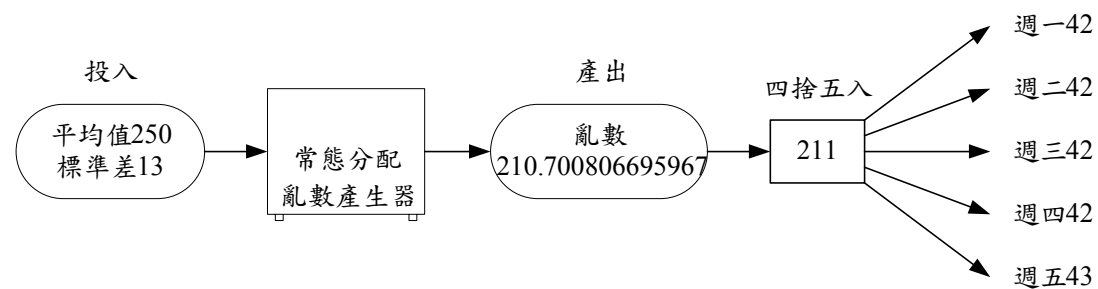 投入
平均值250
標準差13
常態分配
亂數產生器
產出
亂數
210.700806695967
四捨五入
211
週一42
週二42
週三42
週四42
週五43